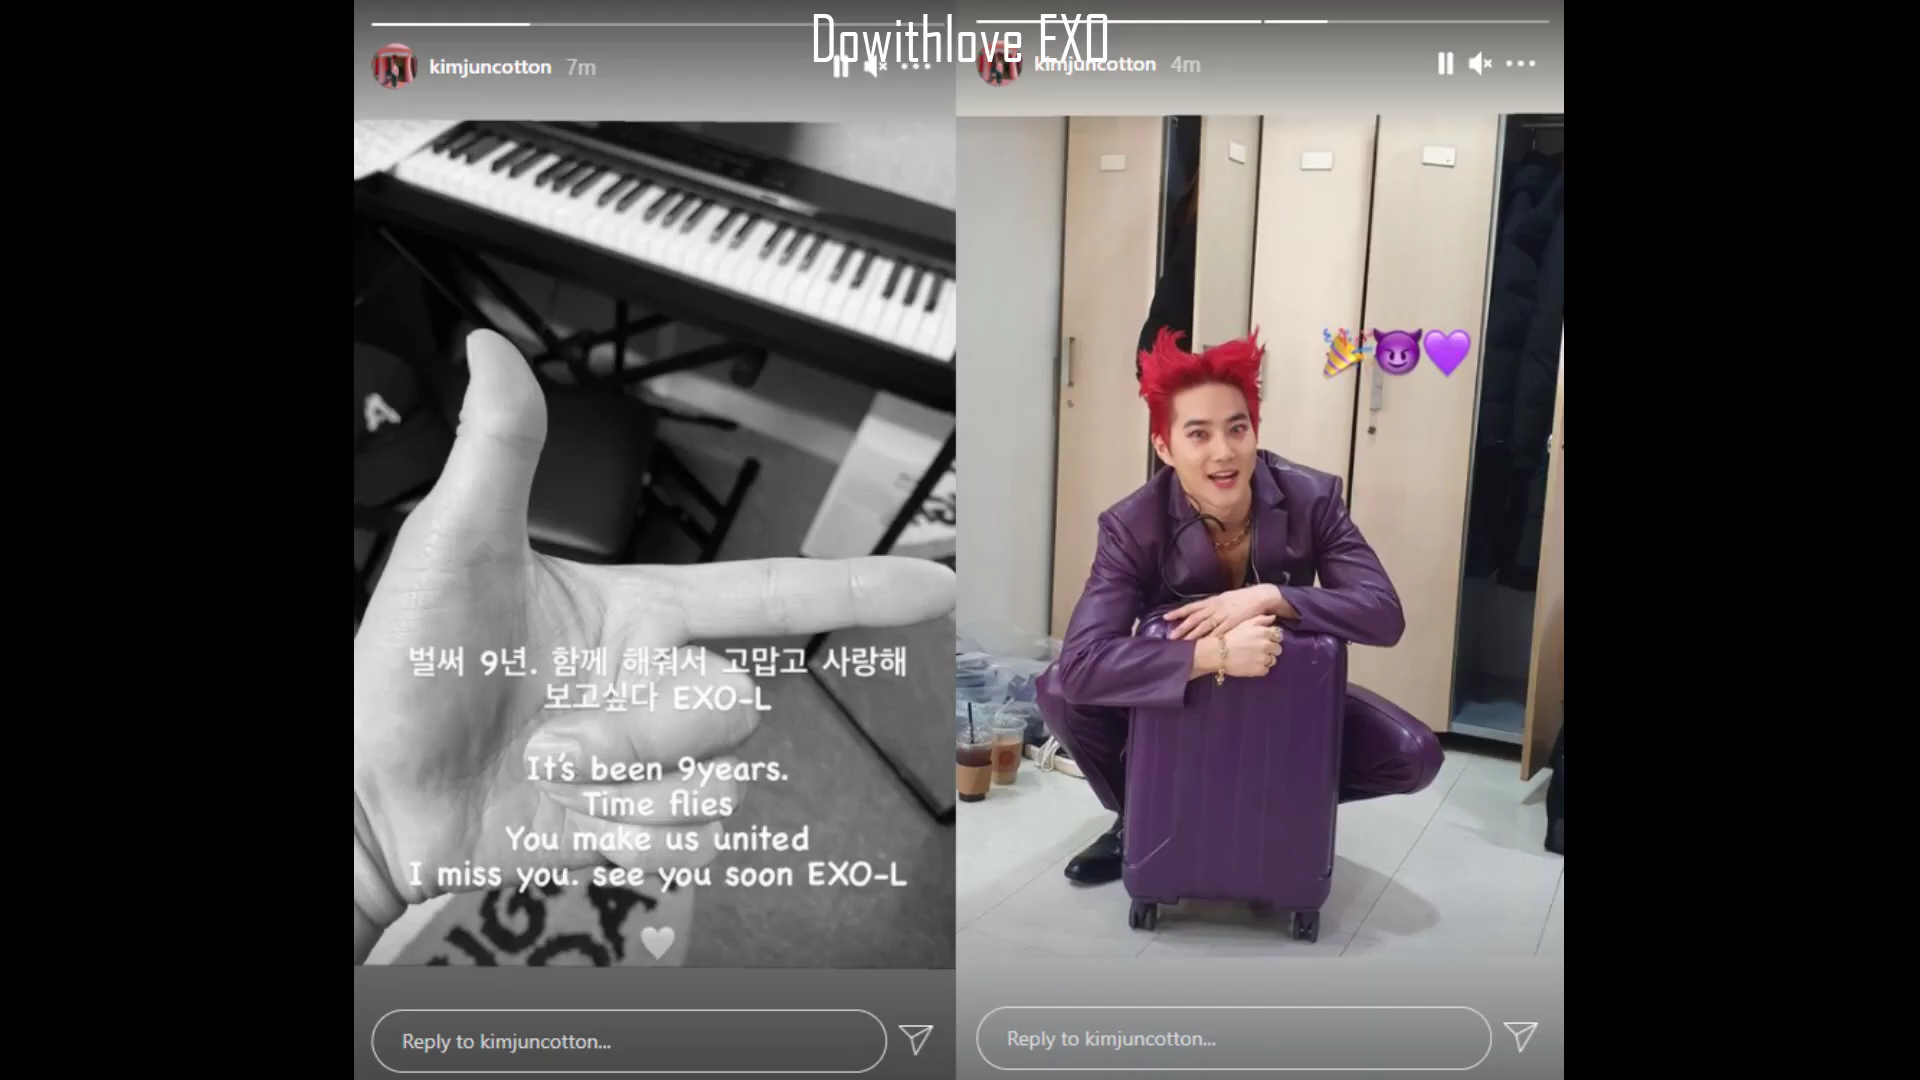 Dowithlove EXO
kimjuncotton 7m
A
벌써 9년. 함께 해줘서 고맙고 사랑해
보고싶다 EXO-L
It's been 9years.
Time flies
You make us united
I miss you. see you soon EXO-L
Reply to kimjuncotton...
kimjuncotton 4m
Reply to kimjuncotton...